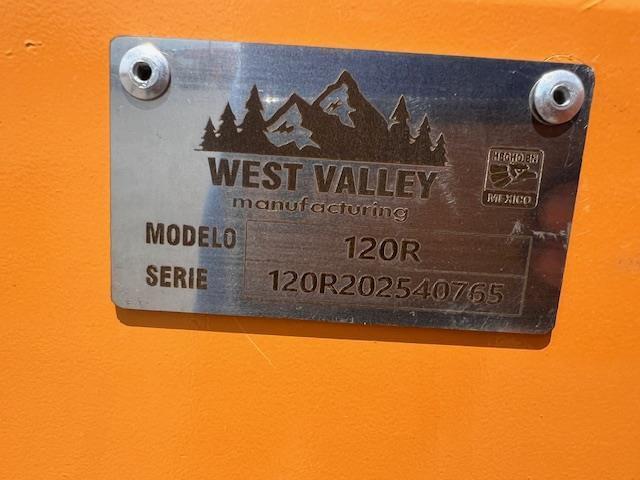 WEST VALLEY
manufacturing
HECHO EN
MEXICO
MODELO 120R
SERIE 120R202540765